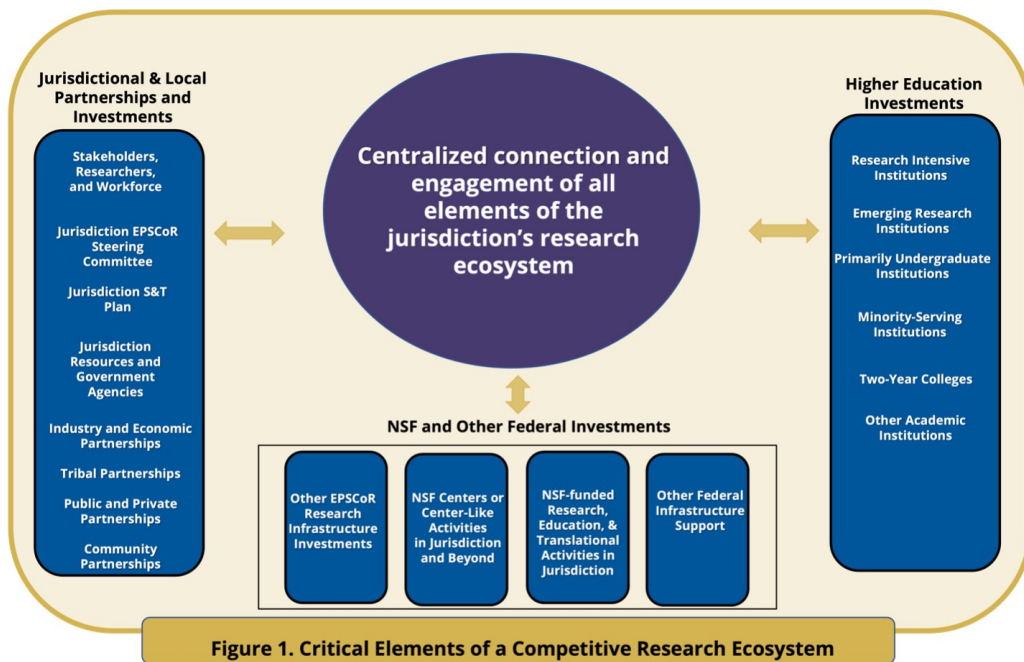 Jurisdictional & Local
Partnerships and
Investments
Stakeholders,
Researchers,
and Workforce
Jurisdiction EPSCoR
Steering
Committee
Jurisdiction S&T
Plan
Jurisdiction
Resources and
Government
Agencies
Industry and Economic
Partnerships
Tribal Partnerships
Public and Private
Partnerships
Community
Partnerships
Centralized connection and
engagement of all
elements of the
jurisdiction's research
ecosystem
Higher Education
Investments
Research Intensive
Institutions
Emerging Research
Institutions
Primarily Undergraduate
Institutions
Minority-Serving
Institutions
Two-Year Colleges
Other Academic
Institutions
NSF and Other Federal Investments
Other EPSCoR
Research
Infrastructure
Investments
NSF Centers or
Center-Like
Activities
in Jurisdiction
and Beyond
NSF-funded
Research,
Education, &
Translational
Activities in
Jurisdiction
Other Federal
Infrastructure
Support
Figure 1. Critical Elements of a Competitive Research Ecosystem